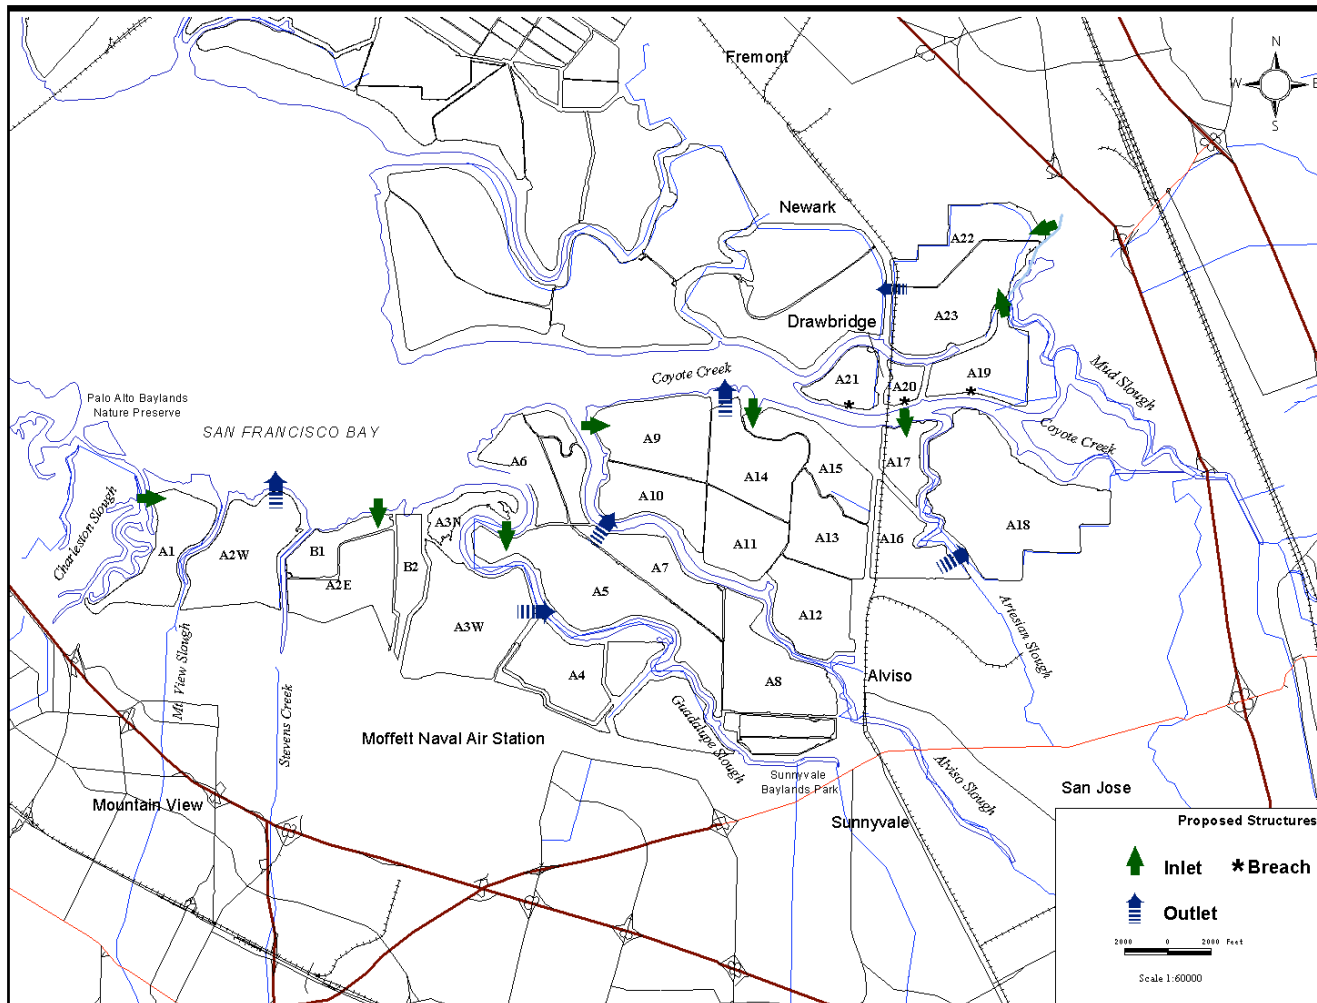 Fremont
N
W
E
S
Newark
A22
Drawbridge
A23
Coyote Creek
A21
A20
A19
Mud Slough
Palo Alto Baylands
Nature Preserve
SAN FRANCISCO BAY
Coyote Creek
A9
A6
A14
A15
A17
A10
A18
Charleston Slough
A1
A2W
B1
A3N
A2E
B2
A11
A13
A16
A7
A5
A12
A3W
Artesian Slough
Mt. View Slough
A4
A8
Alviso
Stevens Creek
Guadalupe Slough
Moffett Naval Air Station
Sunnyvale
Baylands Park
Alviso Slough
Mountain View
San Jose
Sunnyvale
Proposed Structures
Inlet
* Breach
Outlet
2000 0 2000 Feet
Scale 1:60000